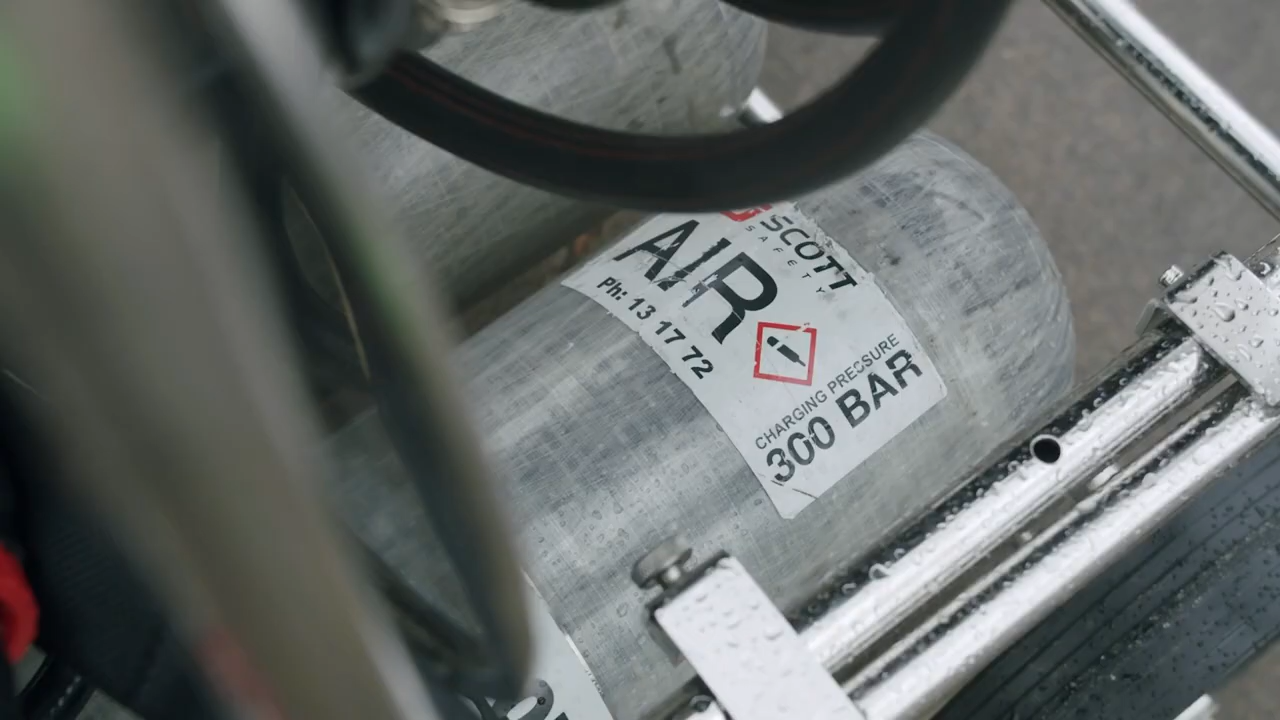 SCOTT
SAFETY
AIR
Ph: 13 17 72
CHARGING PRESSURE
300 BAR